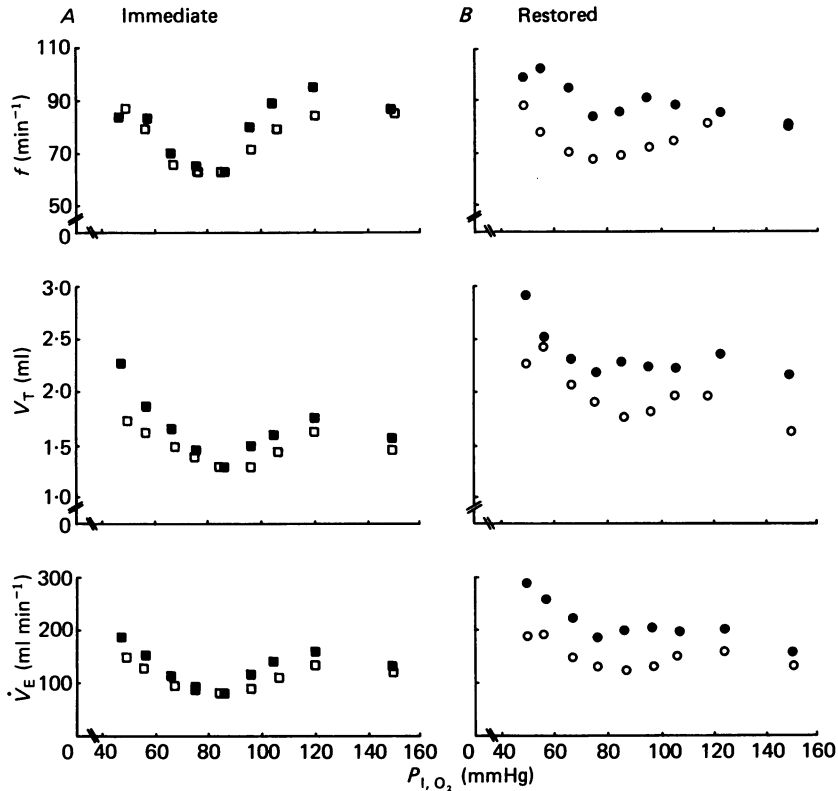 A Immediate
B Restored
f (min⁻¹)
110
90
70
50
0
V_T (ml)
3·0
2·5
2·0
1·5
1·0
0
V̇_E (ml min⁻¹)
300
200
100
0 40 60 80 100 120 140 160
0 40 60 80 100 120 140 160
P_I,O₂ (mmHg)